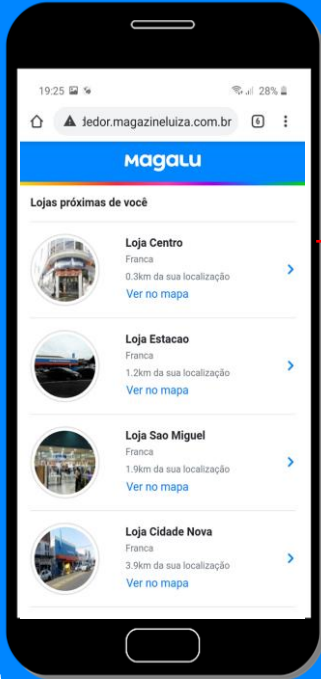 19:25
28%
dedor.magazineluiza.com.br
6
Magalu
Lojas próximas de você
Loja Centro
Franca
0.3km da sua localização
Ver no mapa
Loja Estacao
Franca
1.2km da sua localização
Ver no mapa
Loja Sao Miguel
Franca
1.9km da sua localização
Ver no mapa
Loja Cidade Nova
Franca
3.9km da sua localização
Ver no mapa